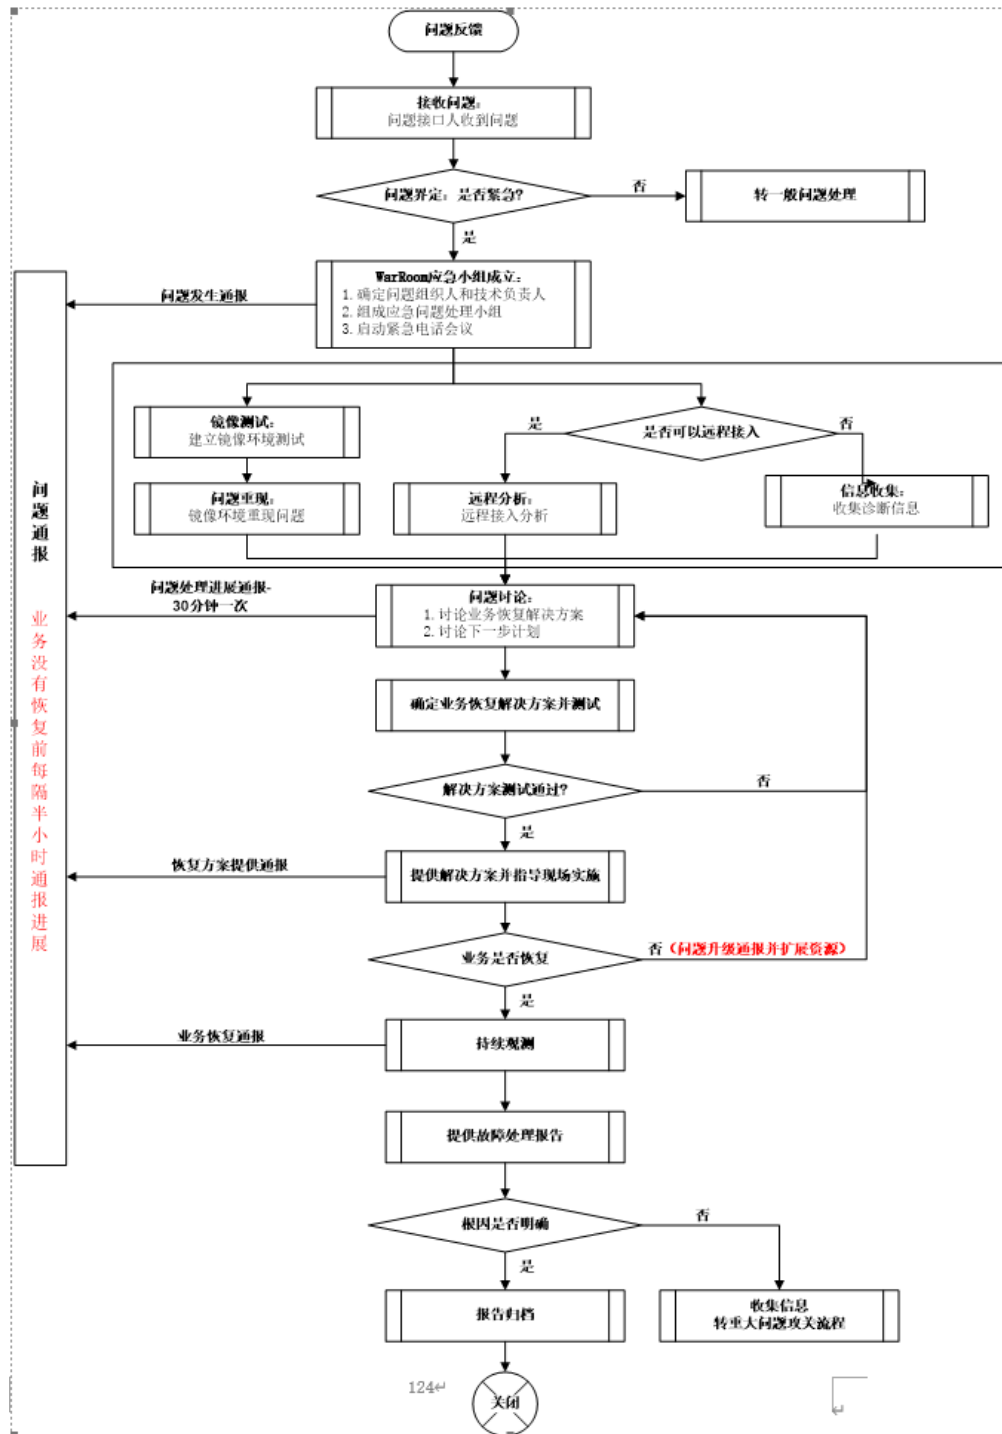 问题反馈
接收问题：
问题接口人收到问题
问题界定：是否紧急？
否
转一般问题处理
是
WarRoom应急小组成立：
1. 确定问题组织人和技术负责人
2. 组成应急问题处理小组
3. 启动紧急电话会议
问题发生通报
镜像测试：
建立镜像环境测试
是
是否可以远程接入
否
问题重现：
镜像环境重现问题
远程分析：
远程接入分析
信息收集：
收集诊断信息
问题通报
业务没有恢复前每隔半小时通报进展
问题处理进展通报-
30分钟一次
问题讨论：
1. 讨论业务恢复解决方案
2. 讨论下一步计划
确定业务恢复解决方案并测试
解决方案测试通过？
否
是
恢复方案提供通报
提供解决方案并指导现场实施
业务是否恢复
否（问题升级通报并扩展资源）
是
业务恢复通报
持续观测
提供故障处理报告
根因是否明确
否
是
报告归档
收集信息
转重大问题攻关流程
124↵
关闭